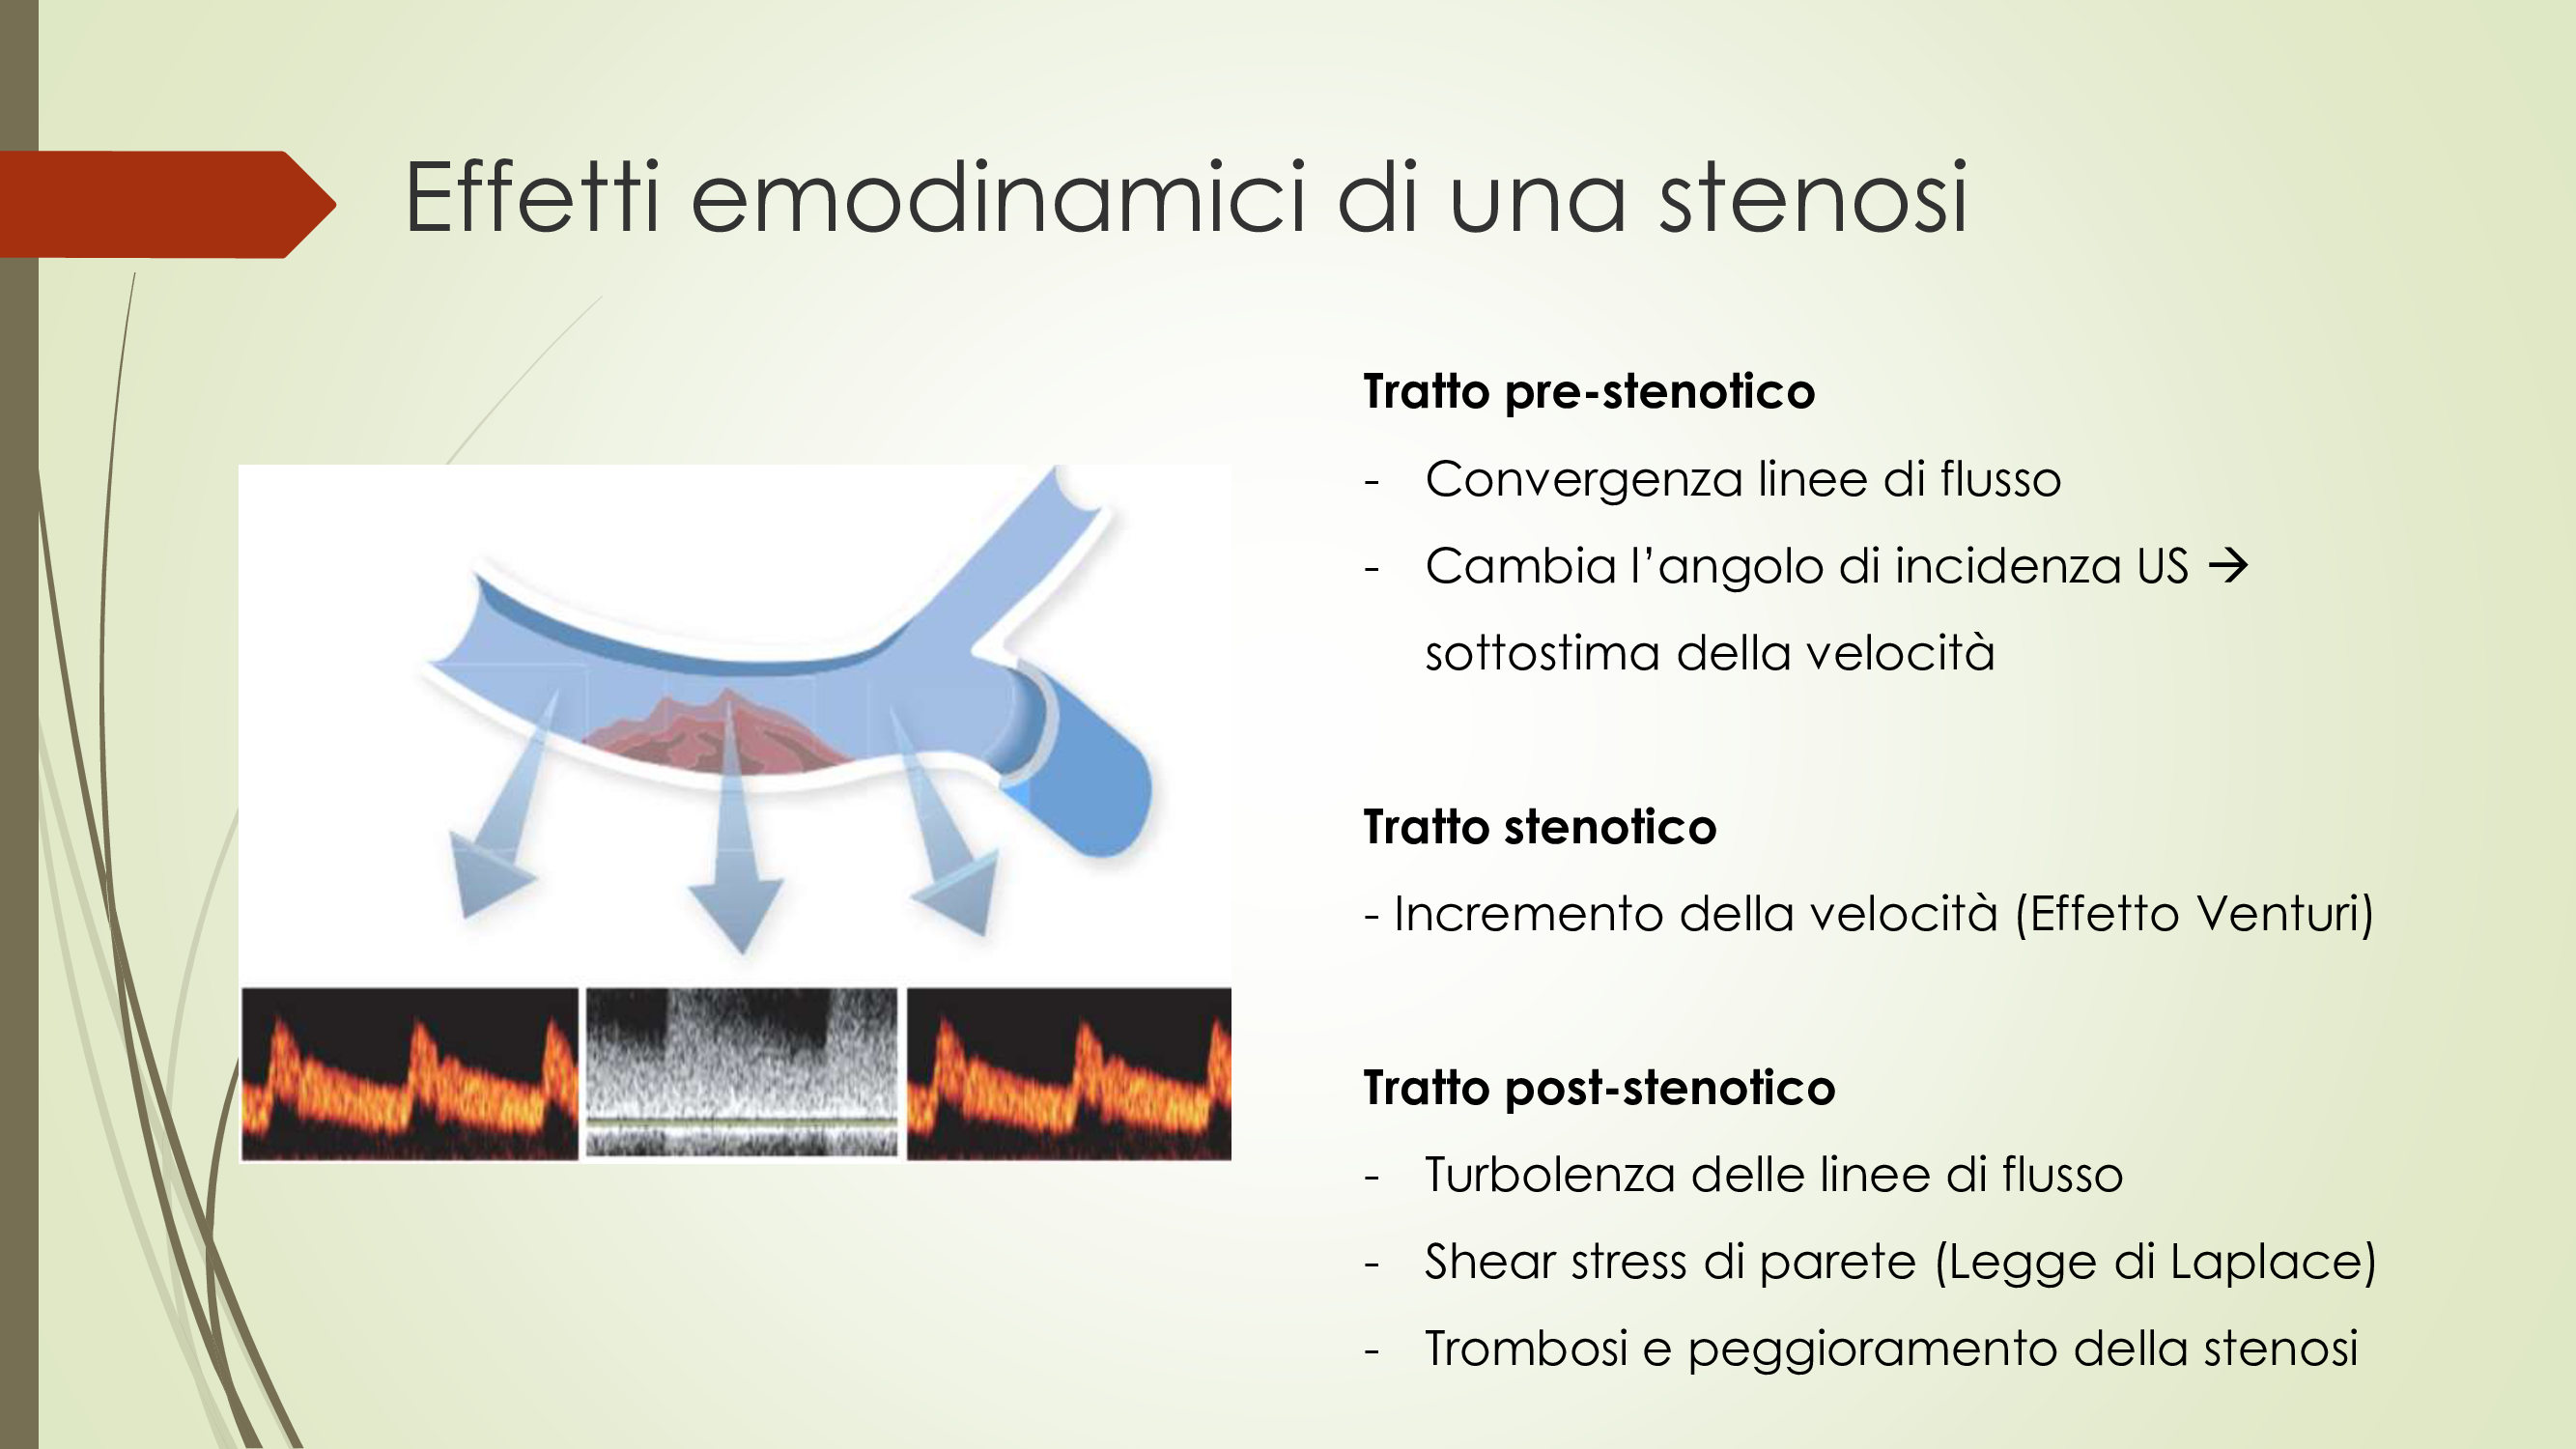 Effetti emodinamici di una stenosi
Tratto pre-stenotico
- Convergenza linee di flusso
- Cambia l’angolo di incidenza US →
sottostima della velocità
Tratto stenotico
- Incremento della velocità (Effetto Venturi)
Tratto post-stenotico
- Turbolenza delle linee di flusso
- Shear stress di parete (Legge di Laplace)
- Trombosi e peggioramento della stenosi